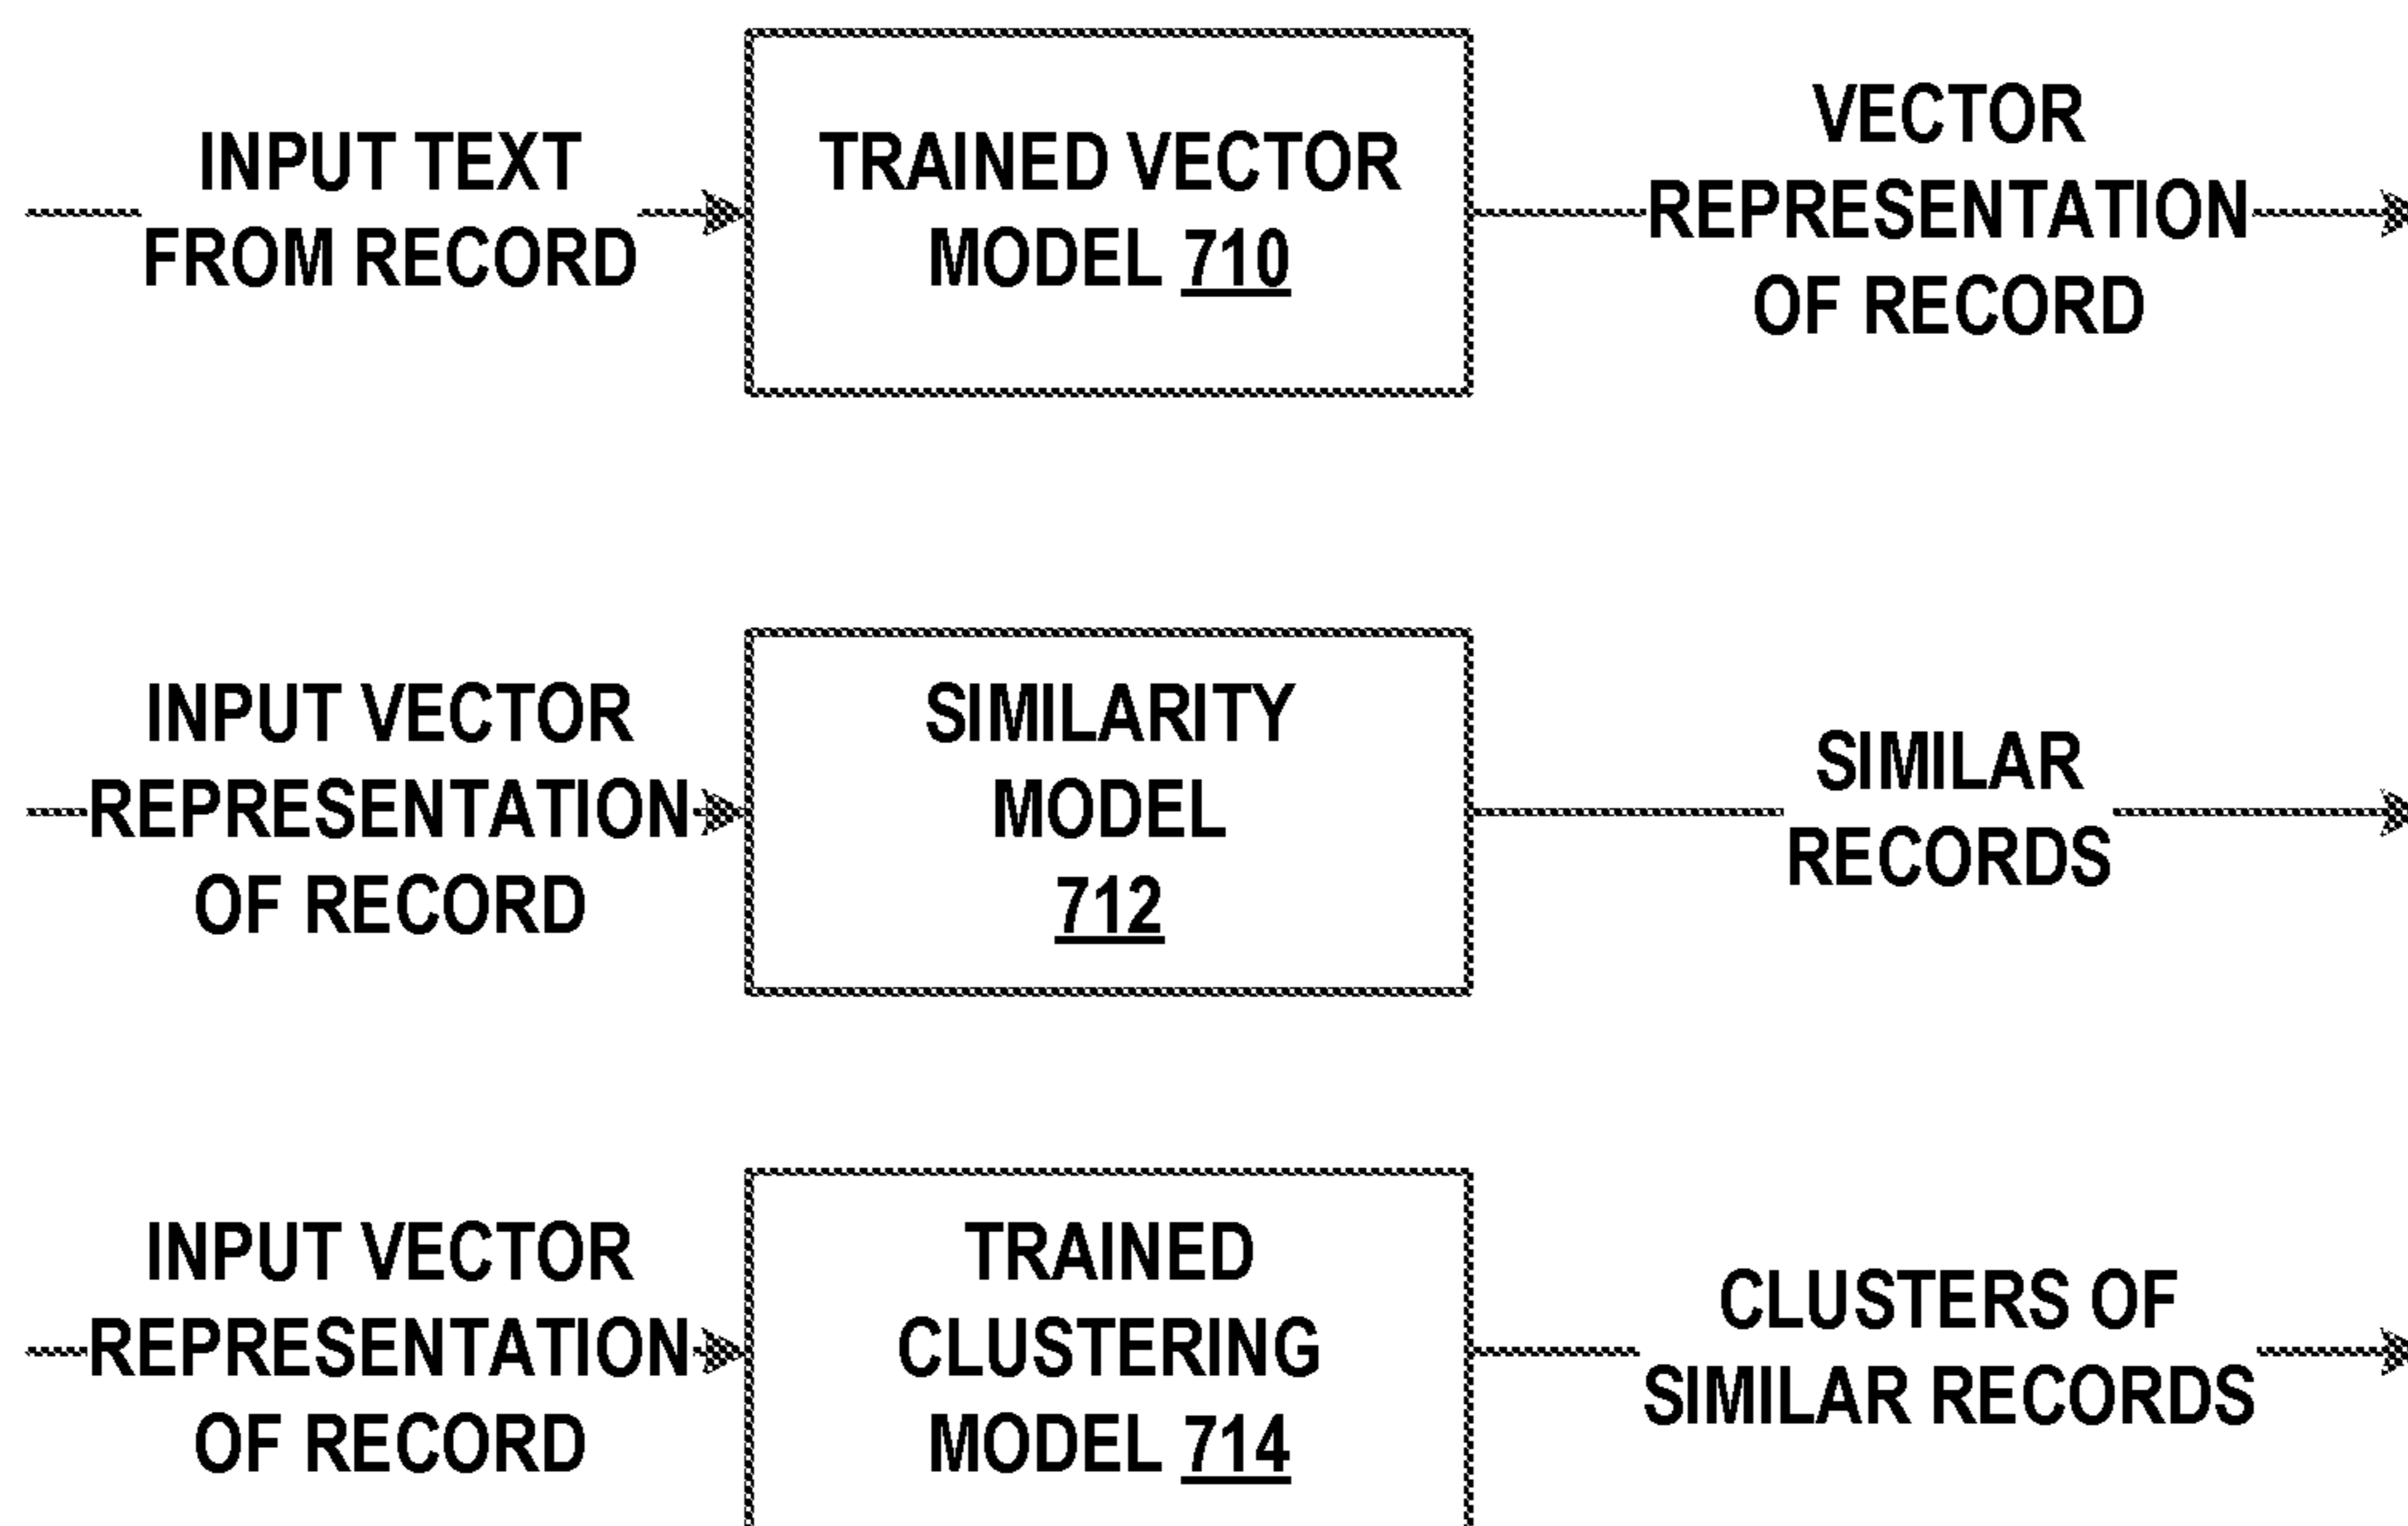 INPUT TEXT
FROM RECORD
TRAINED VECTOR
MODEL 710
VECTOR
REPRESENTATION
OF RECORD
INPUT VECTOR
REPRESENTATION
OF RECORD
SIMILARITY
MODEL
712
SIMILAR
RECORDS
INPUT VECTOR
REPRESENTATION
OF RECORD
TRAINED
CLUSTERING
MODEL 714
CLUSTERS OF
SIMILAR RECORDS